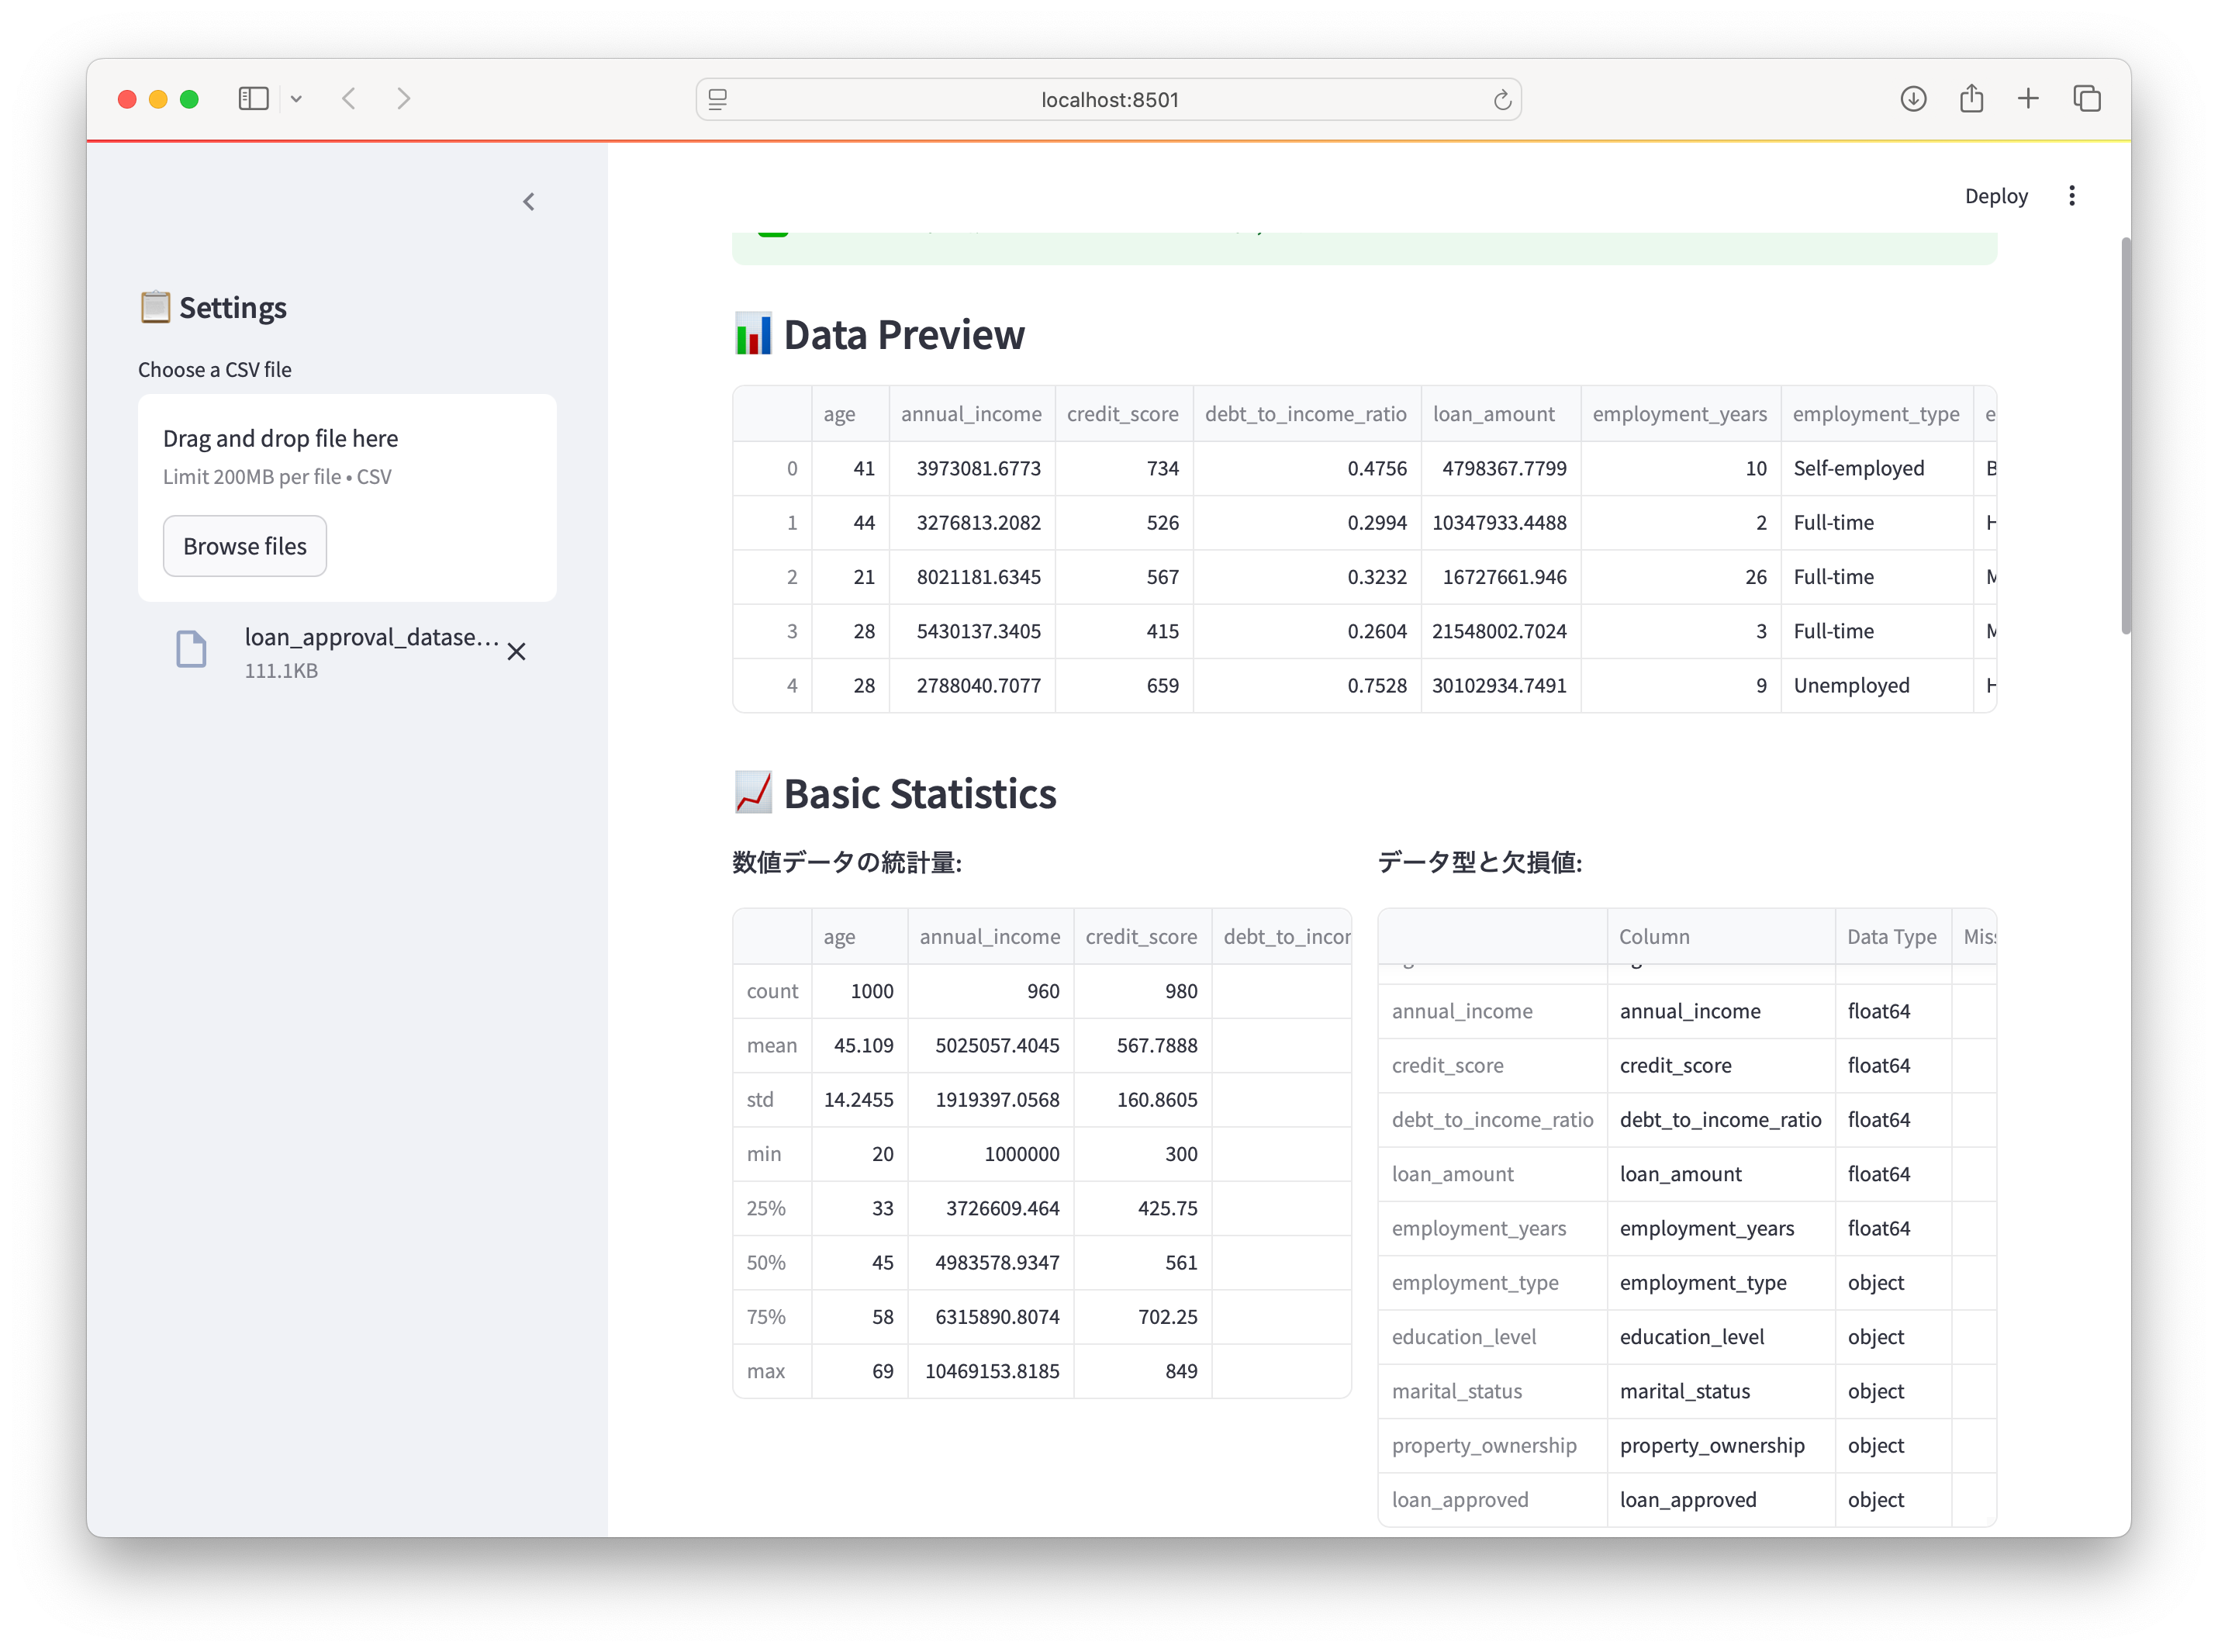 localhost:8501
Deploy
Settings
Choose a CSV file
Drag and drop file here
Limit 200MB per file • CSV
Browse files
loan_approval_datase...
111.1KB
Data Preview
age annual_income credit_score debt_to_income_ratio loan_amount employment_years employment_type
0 41 3973081.6773 734 0.4756 4798367.7799 10 Self-employed
1 44 3276813.2082 526 0.2994 10347933.4488 2 Full-time
2 21 8021181.6345 567 0.3232 16727661.946 26 Full-time
3 28 5430137.3405 415 0.2604 21548002.7024 3 Full-time
4 28 2788040.7077 659 0.7528 30102934.7491 9 Unemployed
Basic Statistics
数値データの統計量:
age annual_income credit_score debt_to_incor
count 1000 960 980
mean 45.109 5025057.4045 567.7888
std 14.2455 1919397.0568 160.8605
min 20 1000000 300
25% 33 3726609.464 425.75
50% 45 4983578.9347 561
75% 58 6315890.8074 702.25
max 69 10469153.8185 849
データ型と欠損値:
Column Data Type Mis
annual_income annual_income float64
credit_score credit_score float64
debt_to_income_ratio debt_to_income_ratio float64
loan_amount loan_amount float64
employment_years employment_years float64
employment_type employment_type object
education_level education_level object
marital_status marital_status object
property_ownership property_ownership object
loan_approved loan_approved object